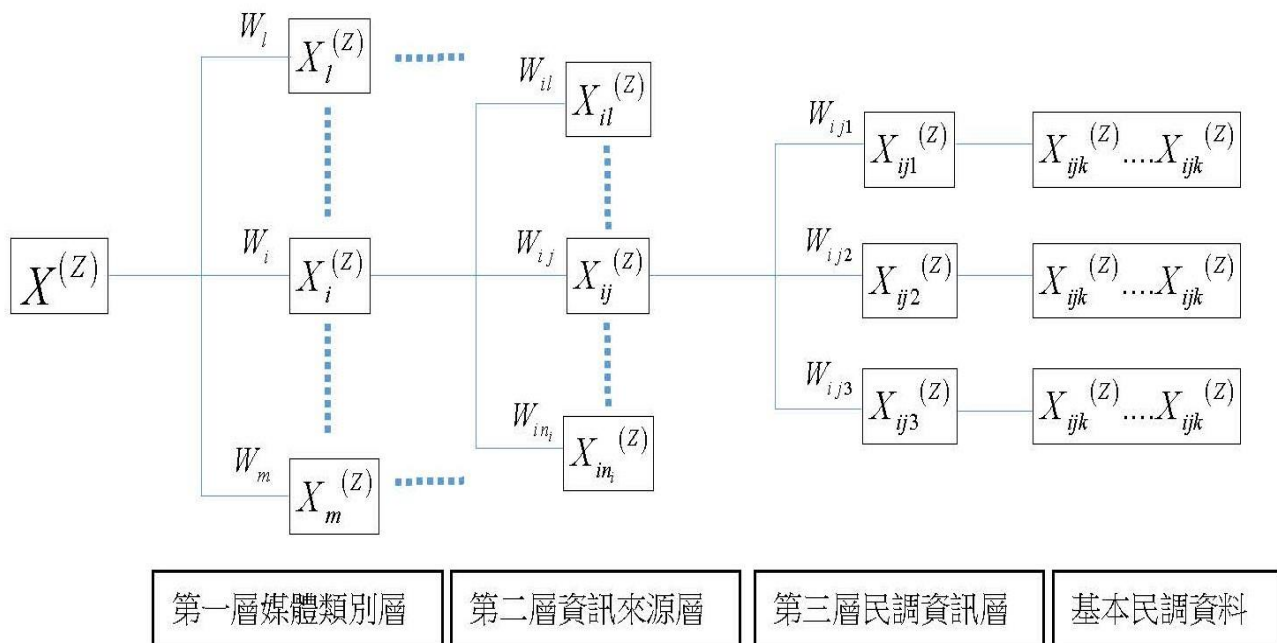 W_l
X_l^(Z)
W_il
X_il^(Z)
W_ij1
X_ij1^(Z)
X_ijk^(Z)....X_ijk^(Z)
X^(Z)
W_i
X_i^(Z)
W_ij
X_ij^(Z)
W_ij2
X_ij2^(Z)
X_ijk^(Z)....X_ijk^(Z)
W_ij3
X_ij3^(Z)
X_ijk^(Z)....X_ijk^(Z)
W_in_i
X_in_i^(Z)
W_m
X_m^(Z)
第一層媒體類別層
第二層資訊來源層
第三層民調資訊層
基本民調資料